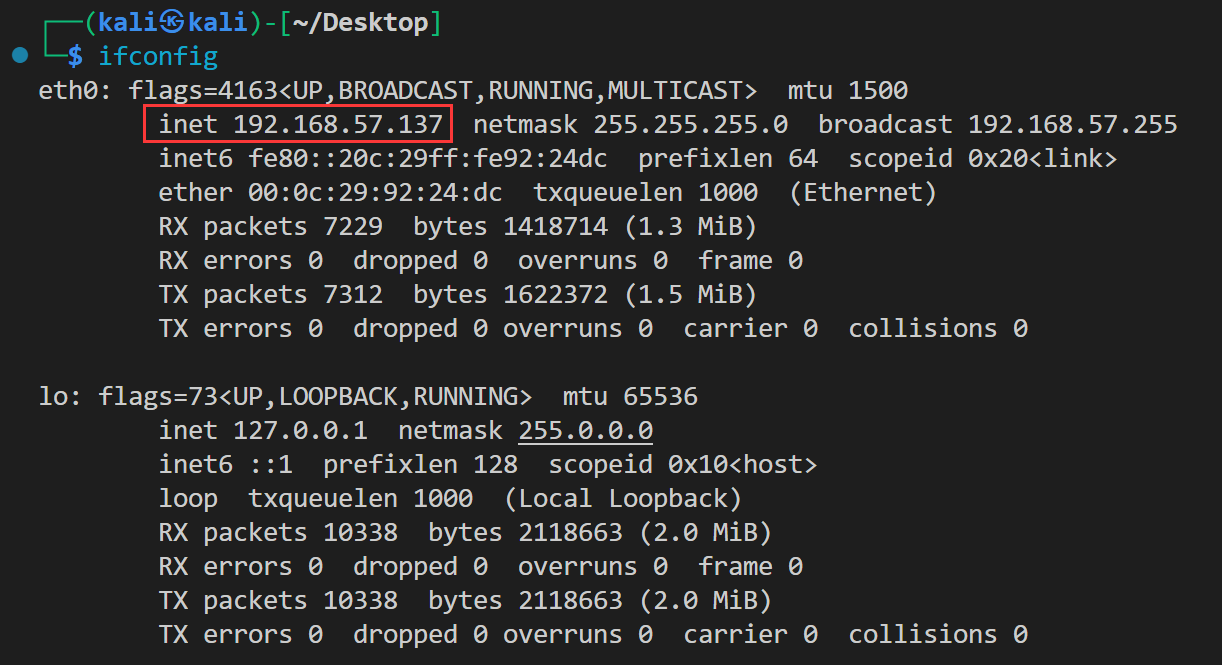 (kali㉿kali)-[~/Desktop]
$ ifconfig
eth0: flags=4163<UP,BROADCAST,RUNNING,MULTICAST>  mtu 1500
        inet 192.168.57.137  netmask 255.255.255.0  broadcast 192.168.57.255
        inet6 fe80::20c:29ff:fe92:24dc  prefixlen 64  scopeid 0x20<link>
        ether 00:0c:29:92:24:dc  txqueuelen 1000  (Ethernet)
        RX packets 7229  bytes 1418714 (1.3 MiB)
        RX errors 0  dropped 0  overruns 0  frame 0
        TX packets 7312  bytes 1622372 (1.5 MiB)
        TX errors 0  dropped 0 overruns 0  carrier 0  collisions 0

lo: flags=73<UP,LOOPBACK,RUNNING>  mtu 65536
        inet 127.0.0.1  netmask 255.0.0.0
        inet6 ::1  prefixlen 128  scopeid 0x10<host>
        loop  txqueuelen 1000  (Local Loopback)
        RX packets 10338  bytes 2118663 (2.0 MiB)
        RX errors 0  dropped 0  overruns 0  frame 0
        TX packets 10338  bytes 2118663 (2.0 MiB)
        TX errors 0  dropped 0 overruns 0  carrier 0  collisions 0